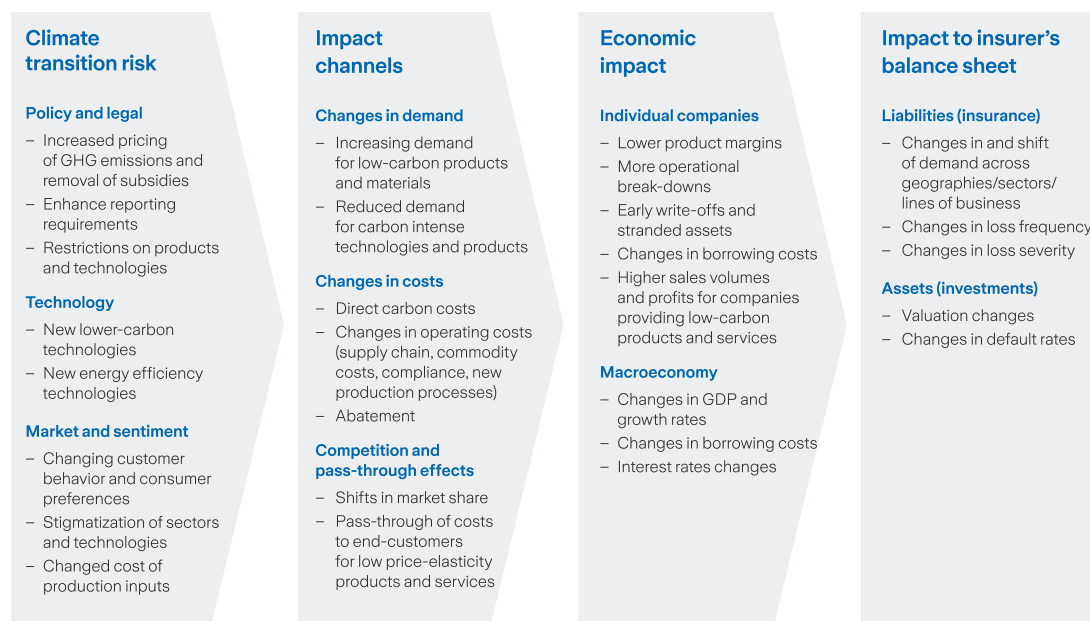 Climate
transition risk
Policy and legal
– Increased pricing
of GHG emissions and
removal of subsidies
– Enhance reporting
requirements
– Restrictions on products
and technologies
Technology
– New lower-carbon
technologies
– New energy efficiency
technologies
Market and sentiment
– Changing customer
behavior and consumer
preferences
– Stigmatization of sectors
and technologies
– Changed cost of
production inputs
Impact
channels
Changes in demand
– Increasing demand
for low-carbon products
and materials
– Reduced demand
for carbon intense
technologies and products
Changes in costs
– Direct carbon costs
– Changes in operating costs
(supply chain, commodity
costs, compliance, new
production processes)
– Abatement
Competition and
pass-through effects
– Shifts in market share
– Pass-through of costs
to end-customers
for low price-elasticity
products and services
Economic
impact
Individual companies
– Lower product margins
– More operational
break-downs
– Early write-offs and
stranded assets
– Changes in borrowing costs
– Higher sales volumes
and profits for companies
providing low-carbon
products and services
Macroeconomy
– Changes in GDP and
growth rates
– Changes in borrowing costs
– Interest rates changes
Impact to insurer’s
balance sheet
Liabilities (insurance)
– Changes in and shift
of demand across
geographies/sectors/
lines of business
– Changes in loss frequency
– Changes in loss severity
Assets (investments)
– Valuation changes
– Changes in default rates